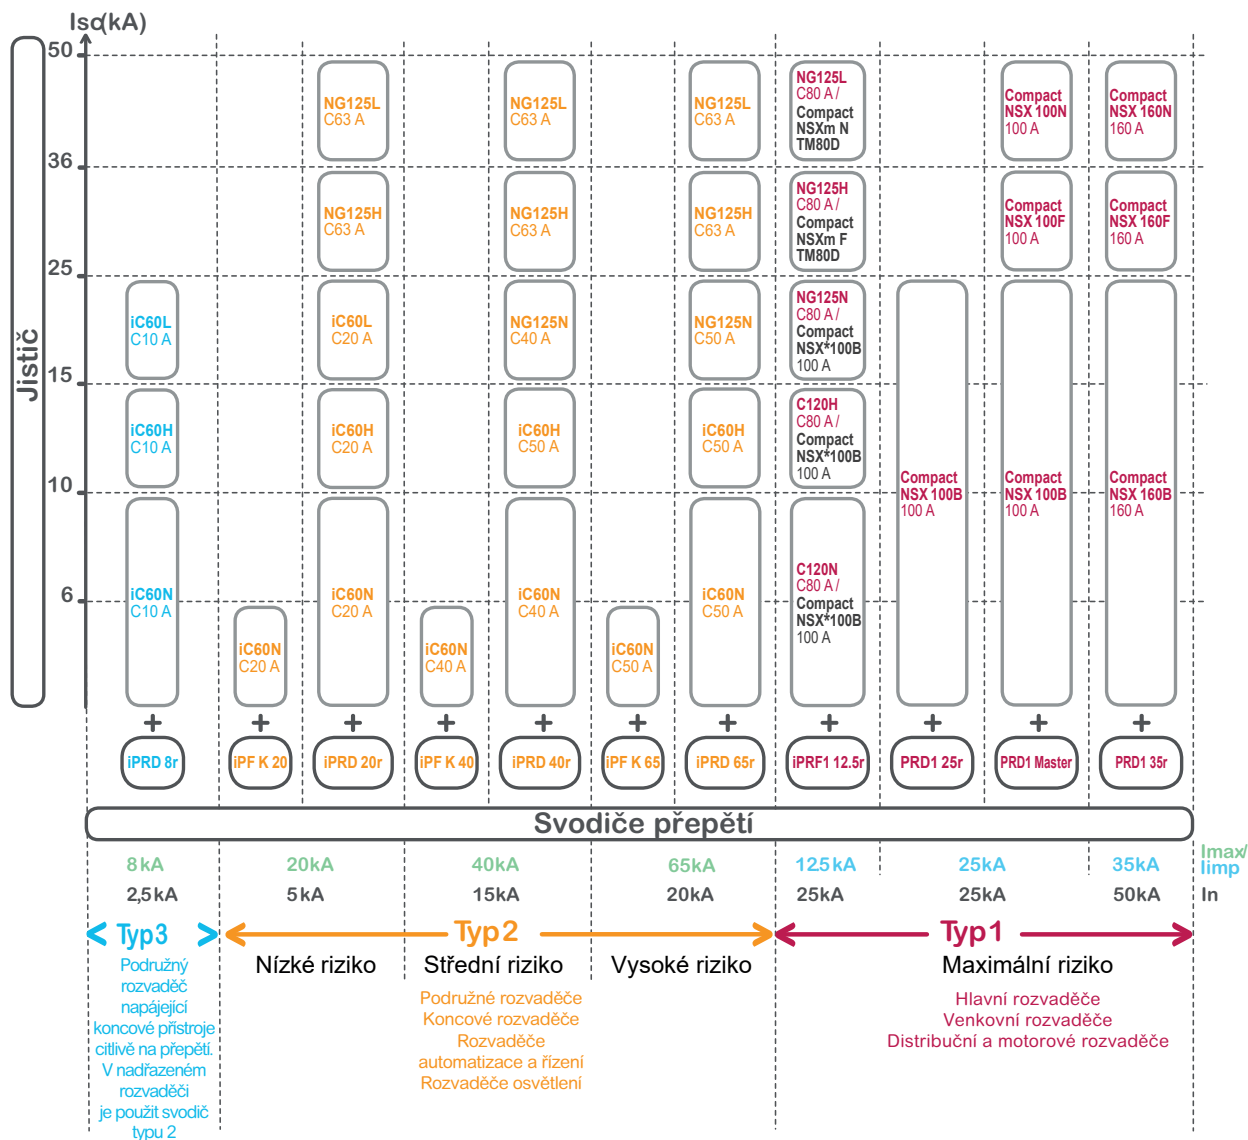 Isc(kA)
50
36
25
15
10
6
Jistič
NG125L
C63 A
NG125L
C63 A
NG125L
C63 A
NG125L
C80 A /
Compact
NSXm N
TM80D
Compact
NSX 100N
100 A
Compact
NSX 160N
160 A
NG125H
C63 A
NG125H
C63 A
NG125H
C63 A
NG125H
C80 A /
Compact
NSXm F
TM80D
Compact
NSX 100F
100 A
Compact
NSX 160F
160 A
iC60L
C10 A
iC60L
C20 A
NG125N
C40 A
NG125N
C50 A
NG125N
C80 A /
Compact
NSX*100B
100 A
iC60H
C10 A
iC60H
C20 A
iC60H
C50 A
iC60H
C50 A
C120H
C80 A /
Compact
NSX*100B
100 A
Compact
NSX 100B
100 A
Compact
NSX 100B
100 A
Compact
NSX 160B
160 A
iC60N
C10 A
iC60N
C20 A
iC60N
C20 A
iC60N
C40 A
iC60N
C40 A
iC60N
C50 A
iC60N
C50 A
C120N
C80 A /
Compact
NSX*100B
100 A
+ + + + + + + + + + +
iPRD 8r
iPF K 20
iPRD 20r
iPF K 40
iPRD 40r
iPF K 65
iPRD 65r
iPRF1 12.5r
PRD1 25r
PRD1 Master
PRD1 35r
Svodiče přepětí
8kA 20kA 40kA 65kA 12.5kA 25kA 35kA Imax/
Iimp
2,5kA 5kA 15kA 20kA 25kA 25kA 50kA In
Typ3
Typ2
Typ1
Podružný
rozvaděč
napájející
koncové přístroje
citlivě na přepětí.
V nadřazeném
rozvaděči
je použit svodič
typu 2
Nízké riziko
Střední riziko
Vysoké riziko
Podružné rozvaděče
Koncové rozvaděče
Rozvaděče
automatizace a řízení
Rozvaděče osvětlení
Maximální riziko
Hlavní rozvaděče
Venkovní rozvaděče
Distribuční a motorové rozvaděče